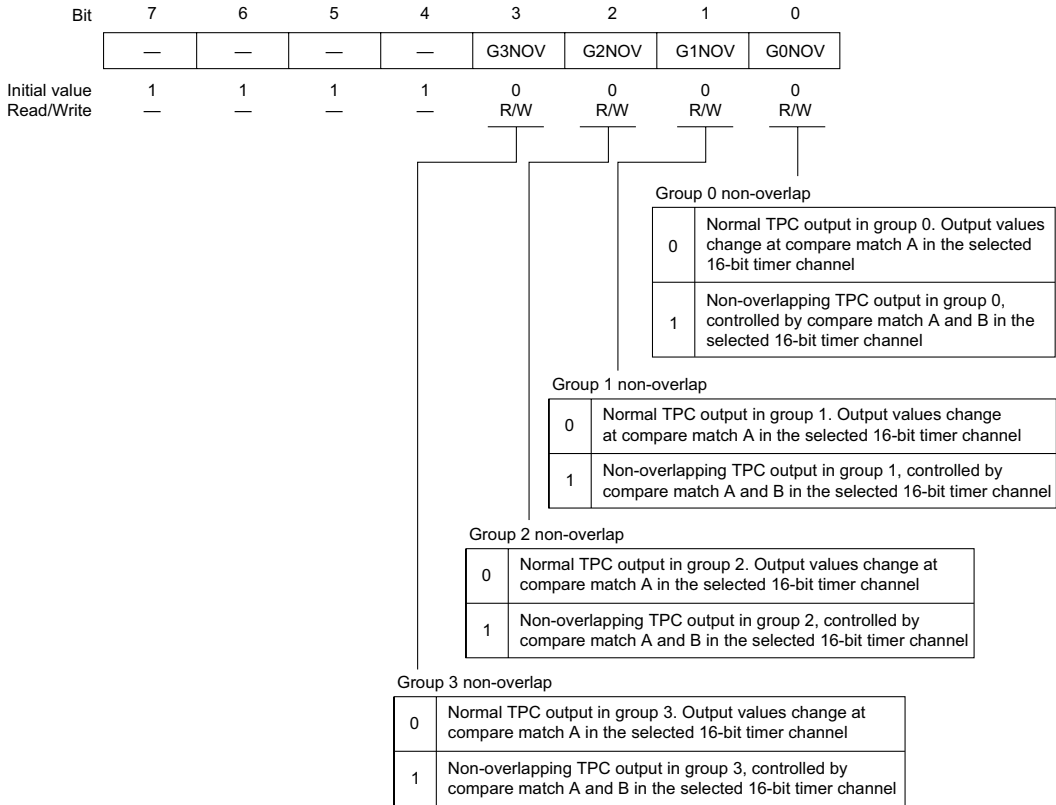 Bit 7 6 5 4 3 2 1 0
— — — — G3NOV G2NOV G1NOV G0NOV
Initial value 1 1 1 1 0 0 0 0
Read/Write — — — — R/W R/W R/W R/W
Group 0 non-overlap
0 Normal TPC output in group 0. Output values
change at compare match A in the selected
16-bit timer channel
1 Non-overlapping TPC output in group 0,
controlled by compare match A and B in the
selected 16-bit timer channel
Group 1 non-overlap
0 Normal TPC output in group 1. Output values change
at compare match A in the selected 16-bit timer channel
1 Non-overlapping TPC output in group 1, controlled by
compare match A and B in the selected 16-bit timer channel
Group 2 non-overlap
0 Normal TPC output in group 2. Output values change at
compare match A in the selected 16-bit timer channel
1 Non-overlapping TPC output in group 2, controlled by
compare match A and B in the selected 16-bit timer channel
Group 3 non-overlap
0 Normal TPC output in group 3. Output values change at
compare match A in the selected 16-bit timer channel
1 Non-overlapping TPC output in group 3, controlled by
compare match A and B in the selected 16-bit timer channel